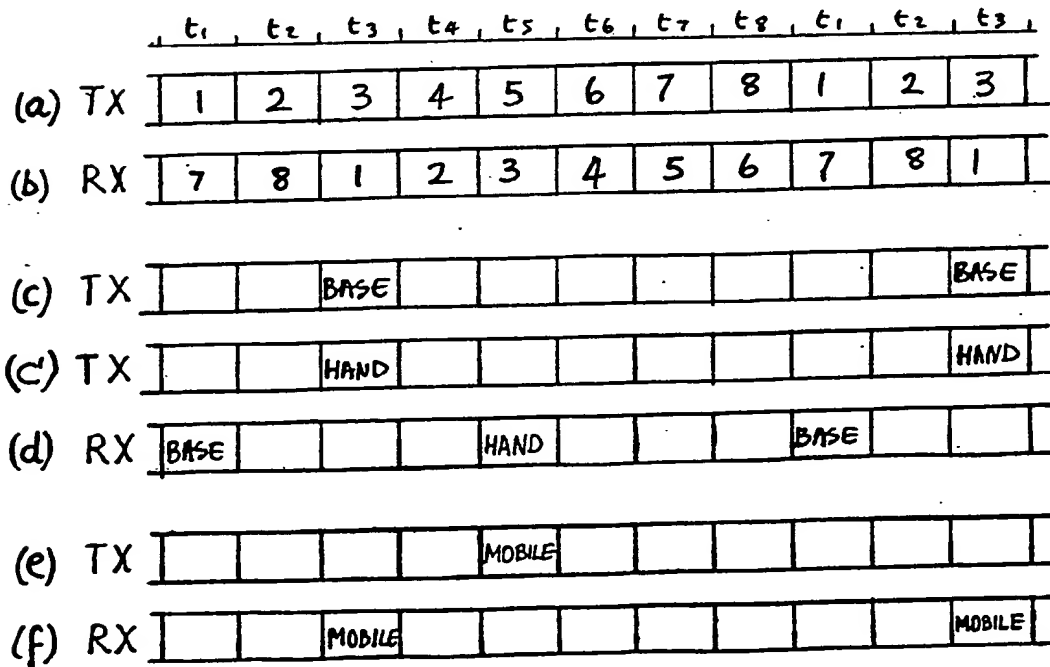 t1 t2 t3 t4 t5 t6 t7 t8 t1 t2 t3
(a) TX 1 2 3 4 5 6 7 8 1 2 3
(b) RX 7 8 1 2 3 4 5 6 7 8 1
(c) TX BASE BASE
(c') TX HAND HAND
(d) RX BASE HAND BASE
(e) TX MOBILE
(f) RX MOBILE MOBILE